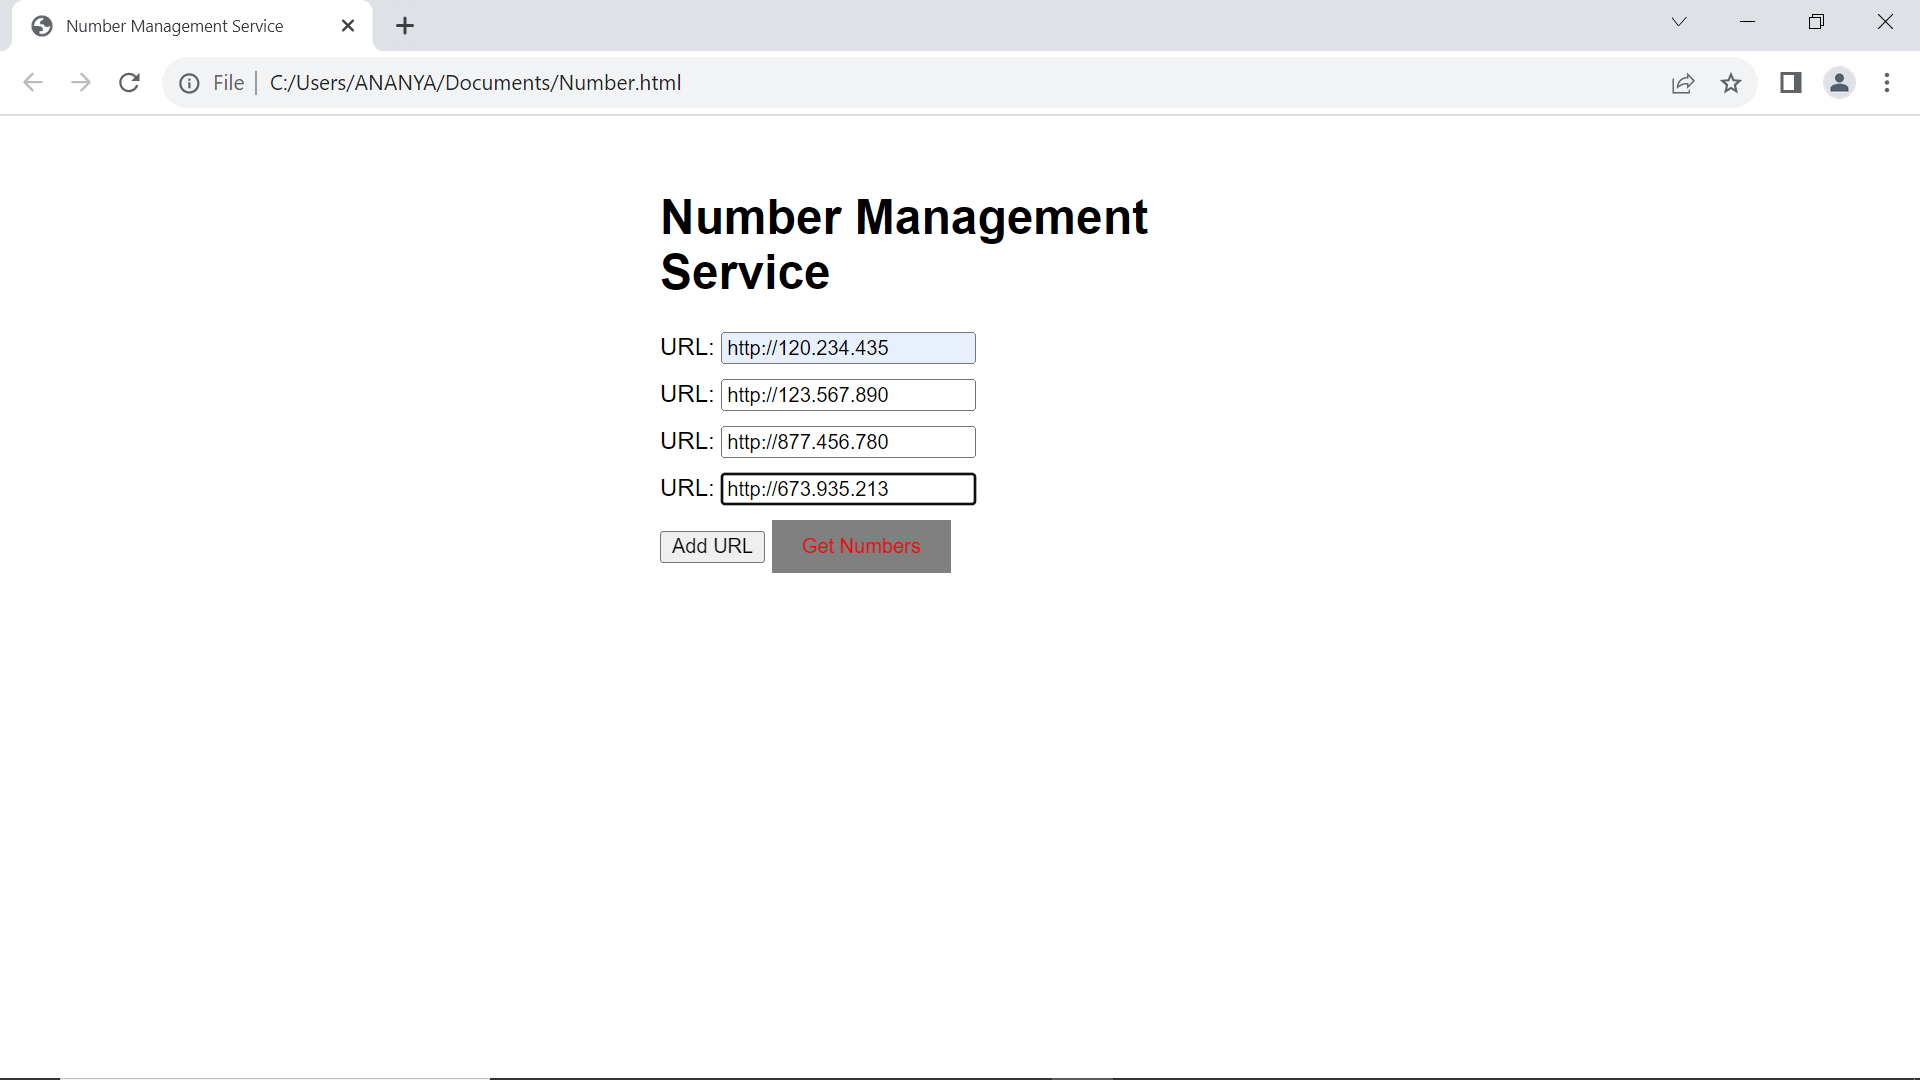 Number Management Service
File
C:/Users/ANANYA/Documents/Number.html
Number Management
Service
URL: http://120.234.435
URL: http://123.567.890
URL: http://877.456.780
URL: http://673.935.213
Add URL Get Numbers